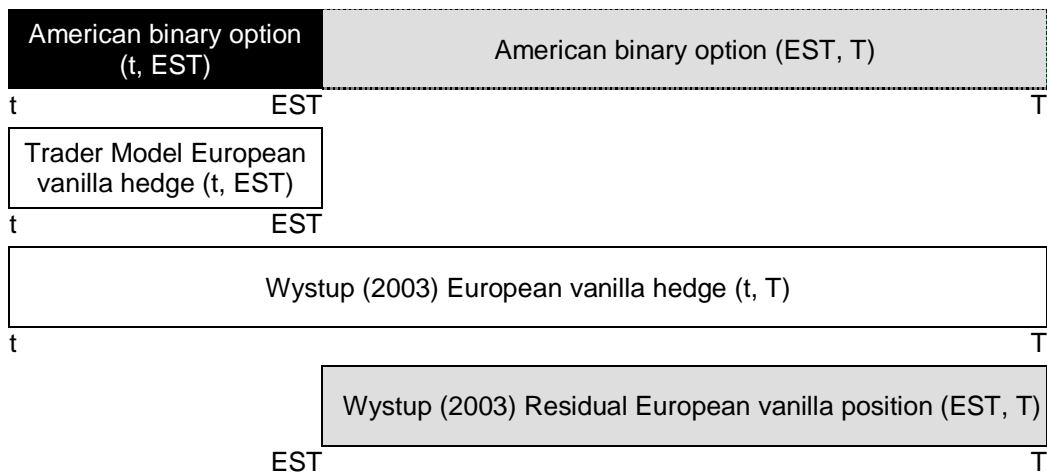 American binary option
(t, EST)
American binary option (EST, T)
t EST T
Trader Model European
vanilla hedge (t, EST)
t EST
Wystup (2003) European vanilla hedge (t, T)
t T
Wystup (2003) Residual European vanilla position (EST, T)
EST T